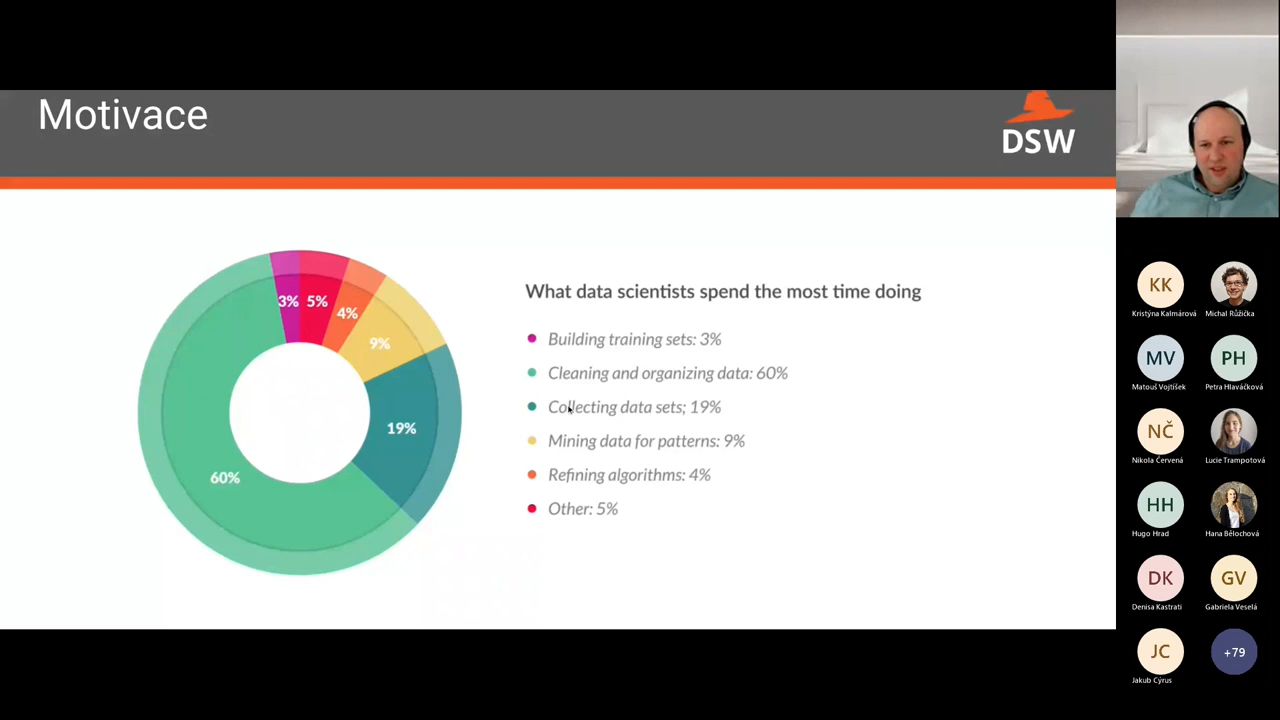 Motivace
DSW
3%
5%
4%
9%
19%
60%
What data scientists spend the most time doing
Building training sets: 3%
Cleaning and organizing data: 60%
Collecting data sets; 19%
Mining data for patterns: 9%
Refining algorithms: 4%
Other: 5%
KK
Kristýna Kalmárová
Michal Růžička
MV
Matouš Vojtíšek
PH
Petra Hlaváčková
NČ
Nikola Červená
Lucie Trampotová
HH
Hugo Hrad
Hana Bělochová
DK
Denisa Kastrati
GV
Gabriela Veselá
JC
Jakub Cýrus
+79